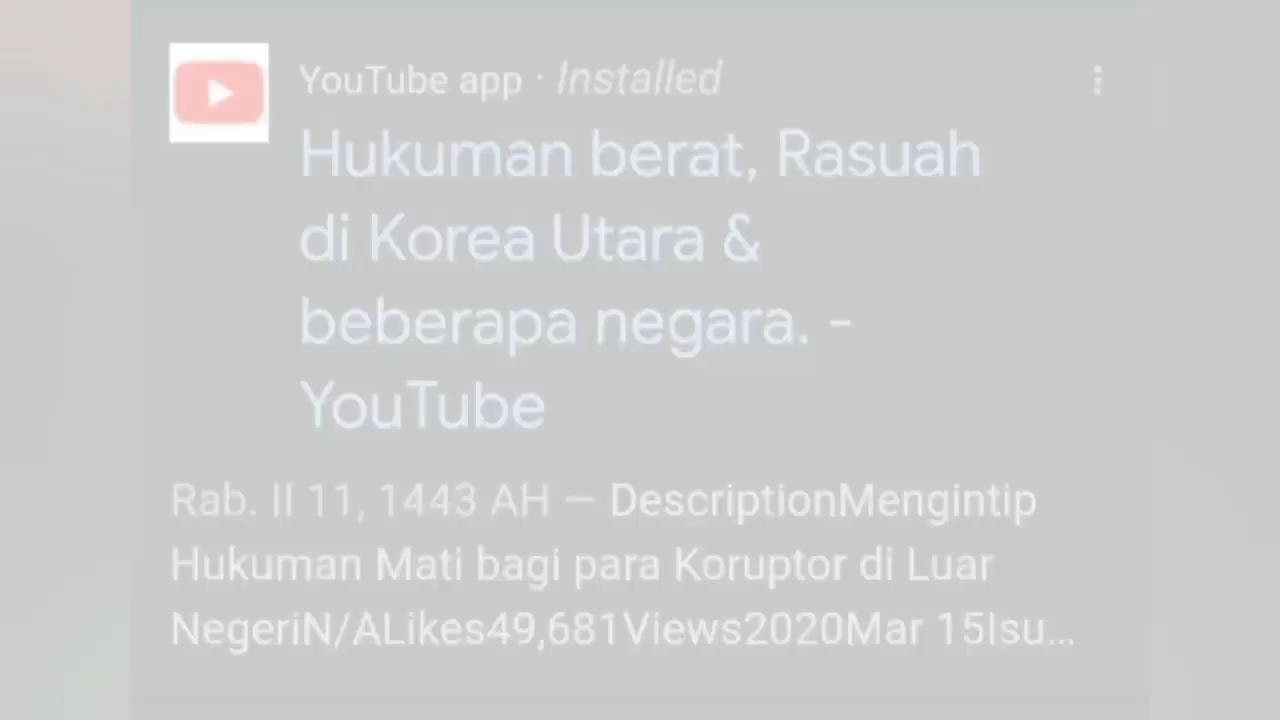 YouTube app · Installed
Hukuman berat, Rasuah
di Korea Utara &
beberapa negara. -
YouTube
Rab. II 11, 1443 AH — DescriptionMengintip
Hukuman Mati bagi para Koruptor di Luar
NegeriN/ALikes49,681Views2020Mar 15Isu...